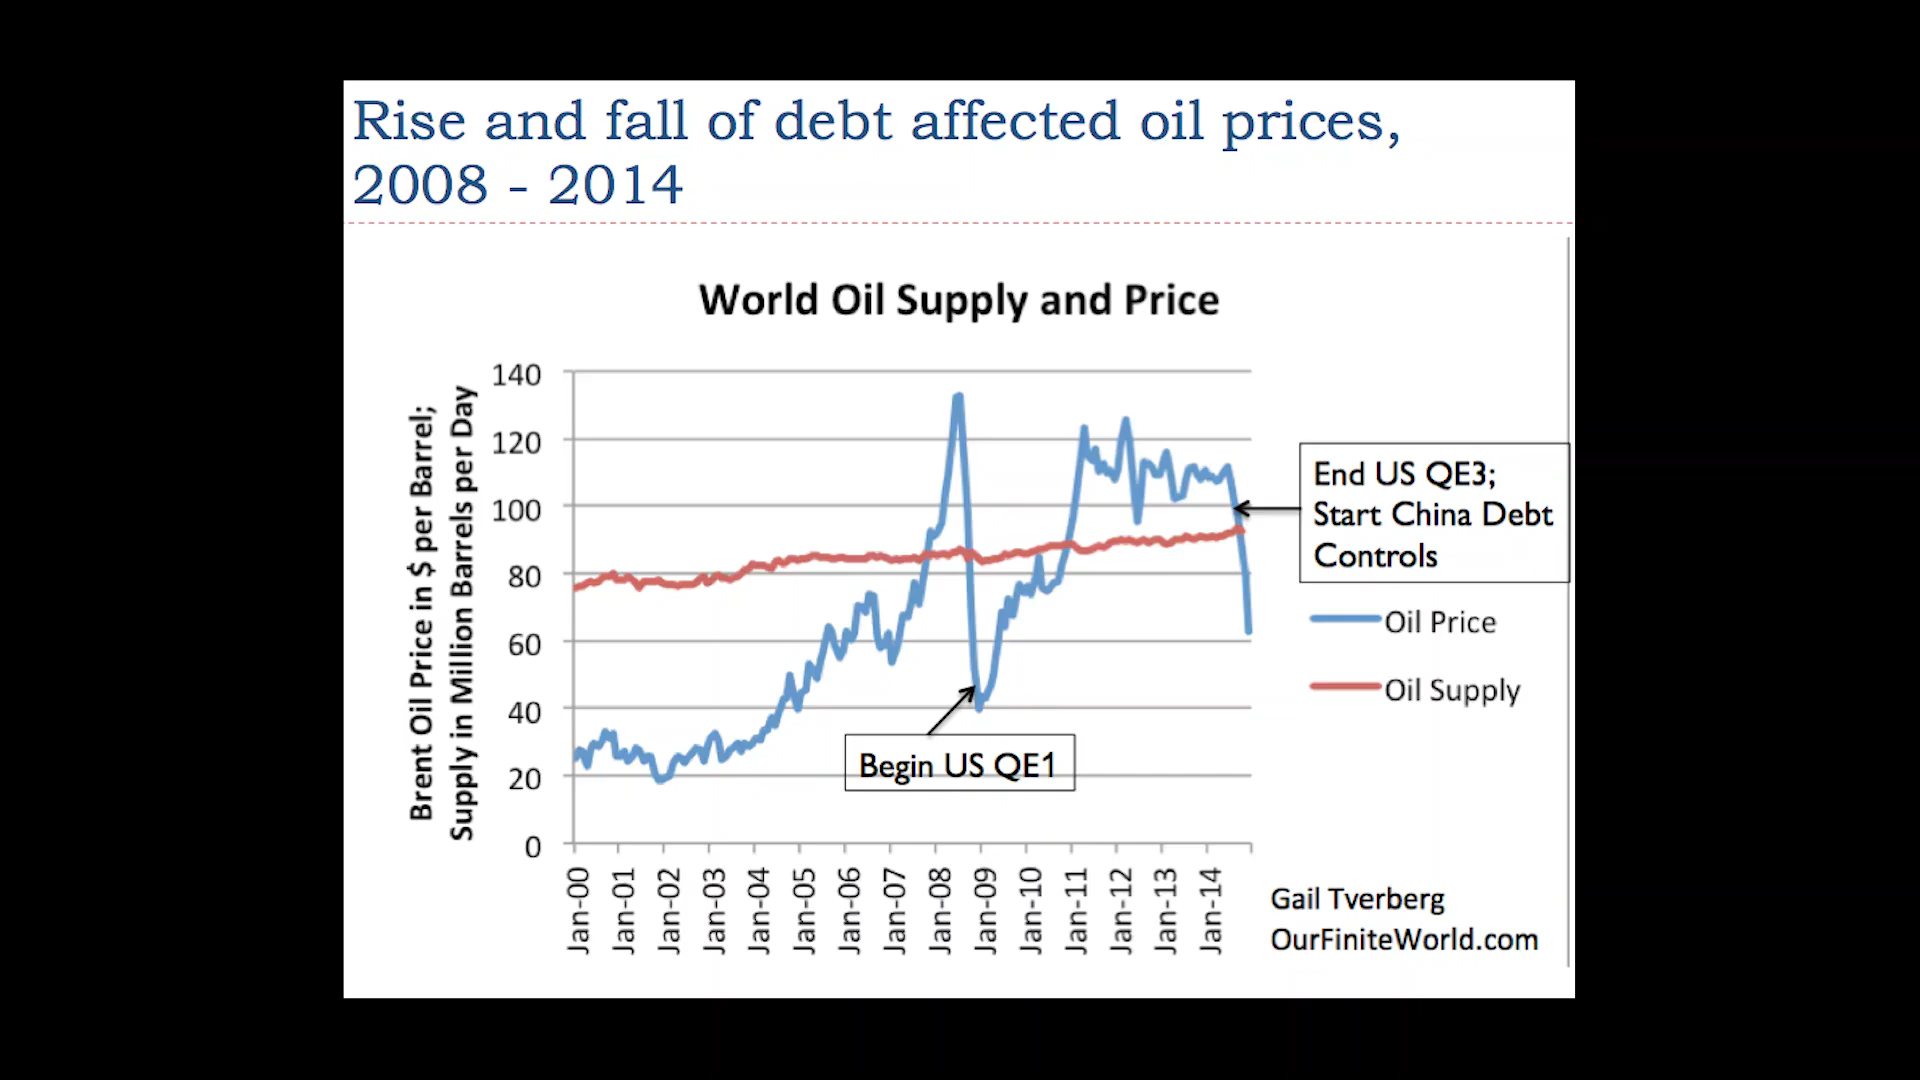 Rise and fall of debt affected oil prices,
2008 - 2014
World Oil Supply and Price
Brent Oil Price in $ per Barrel;
Supply in Million Barrels per Day
140
120
100
80
60
40
20
0
Jan-00
Jan-01
Jan-02
Jan-03
Jan-04
Jan-05
Jan-06
Jan-07
Jan-08
Jan-09
Jan-10
Jan-11
Jan-12
Jan-13
Jan-14
Begin US QE1
End US QE3;
Start China Debt
Controls
Oil Price
Oil Supply
Gail Tverberg
OurFiniteWorld.com